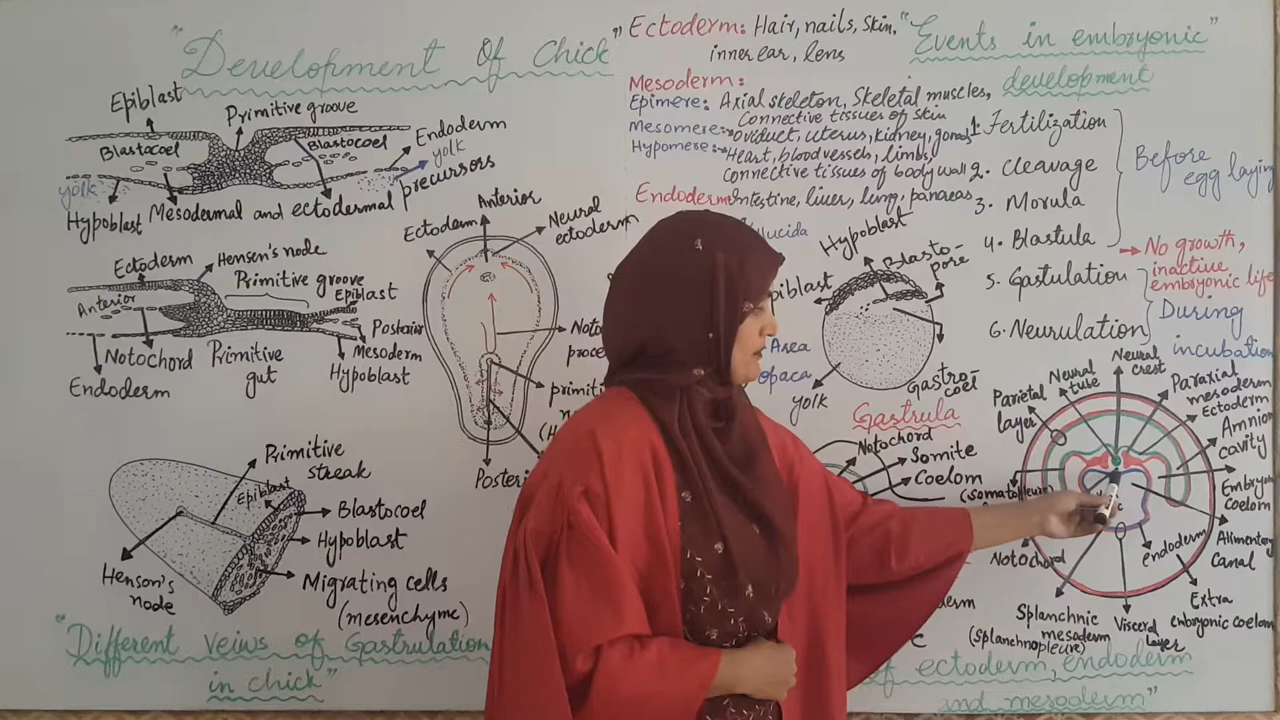 "Development Of Chick"
Epiblast
Primitive groove
Blastocoel
Blastocoel
Endoderm
yolk
precursors
yolk
Hypoblast
Mesodermal and ectodermal
Ectoderm
Hensen's node
Primitive groove
Epiblast
Anterior
Posterior
Notochord
Primitive gut
Mesoderm
Hypoblast
Endoderm
Primitive streak
Epiblast
Blastocoel
Hypoblast
Migrating cells
(mesenchyme)
Hensen's node
"Different veiws of Gastrulation
in chick"
Anterior
Ectoderm
Neural
ectoderm
Ectoderm: Hair, nails, skin,
inner ear, lens
Mesoderm:
Epimere: Axial skeleton, Skeletal muscles,
Connective tissues of skin
Mesomere: oviduct, uterus, kidney, gonad
Hypomere: Heart, blood vessels, limbs,
Connective tissues of body wall
Endoderm: Intestine, liver, lung, pancreas
Hypoblast
Blasto-
pore
Area
opaca
yolk
Gastro-
coel
Gastrula
Notochord
Somite
Coelom
"Events in embryonic"
development
1. Fertilization
2. Cleavage
3. Morula
4. Blastula
Before
egg laying
No growth,
inactive
embryonic life
5. Gastulation
6. Neurulation
During
incubation
Parietal
layer
Neural
tube
Neural
crest
Paraxial
mesoderm
Ectoderm
Amnion
cavity
Embryonic
Coelom
Alimentary
Canal
endoderm
Extra
embryonic coelom
Visceral
layer
Splanchnic
mesoderm
(splanchnopleure)
Notochord
of ectoderm, endoderm
and mesoderm"